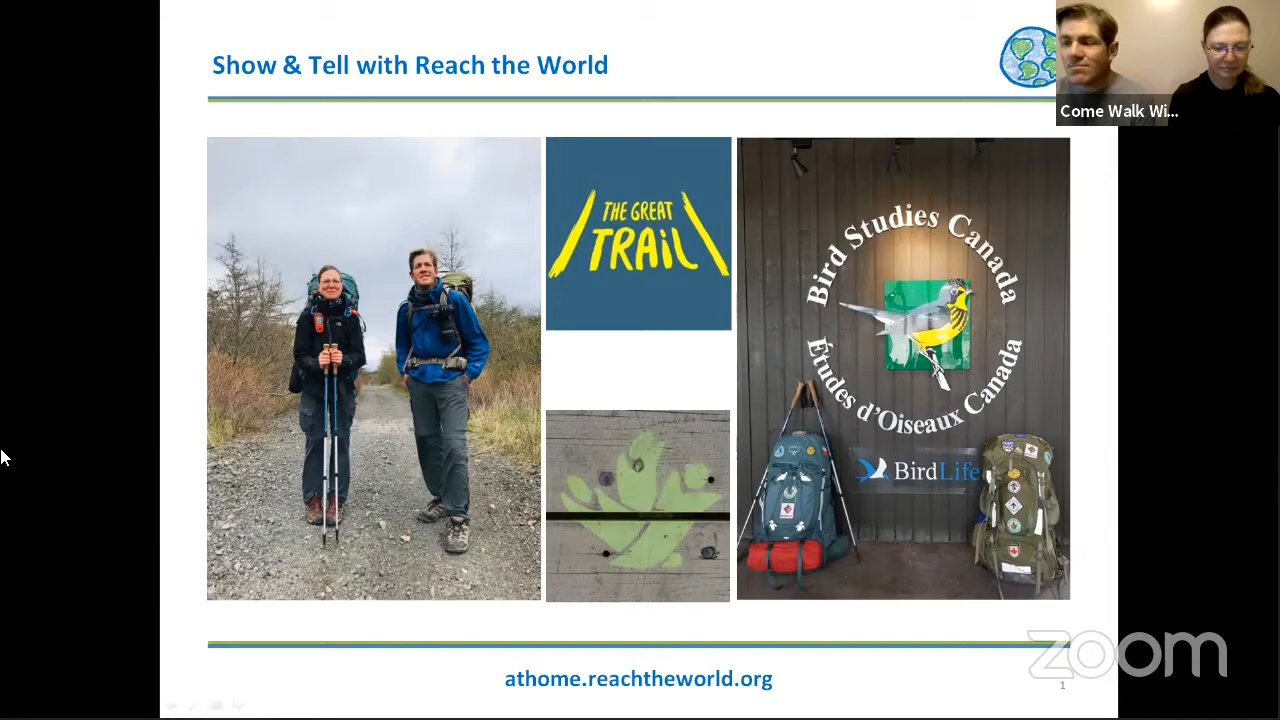 Show & Tell with Reach the World
Come Walk Wi...
THE GREAT
TRAIL
Bird Studies Canada
Études d'Oiseaux Canada
BirdLife
athome.reachtheworld.org
zoom
1